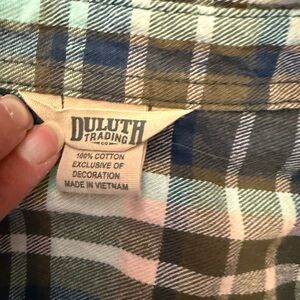 DULUTH
TRADING
CO
100% COTTON
EXCLUSIVE OF
DECORATION
MADE IN VIETNAM